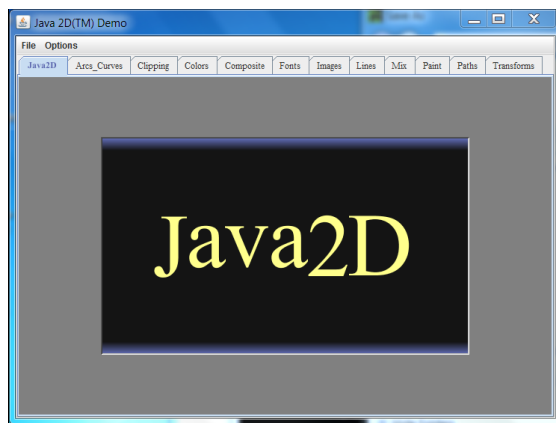 Java 2D(TM) Demo
File Options
Java2D Arcs_Curves Clipping Colors Composite Fonts Images Lines Mix Paint Paths Transforms
Java2D